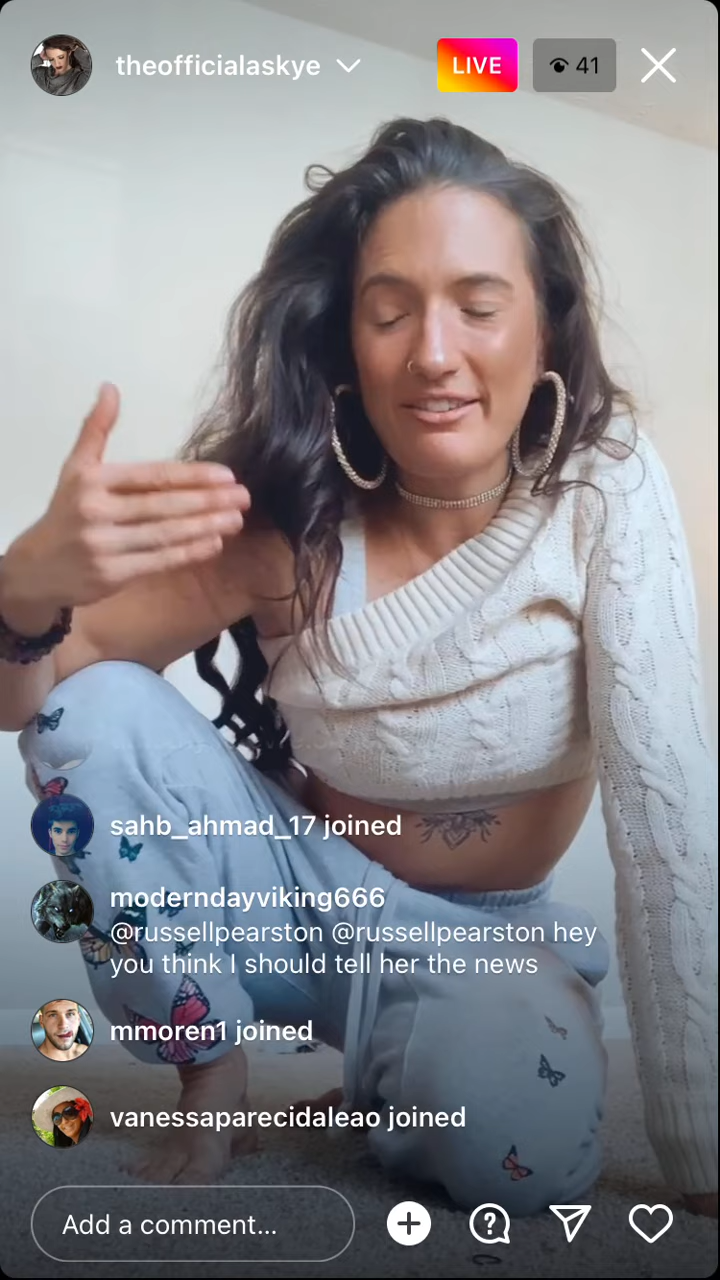 theofficialaskye
LIVE
41
sahb_ahmad_17 joined
moderndayviking666
@russellpearston @russellpearston hey
you think I should tell her the news
mmoren1 joined
vanessaparecidaleao joined
Add a comment...